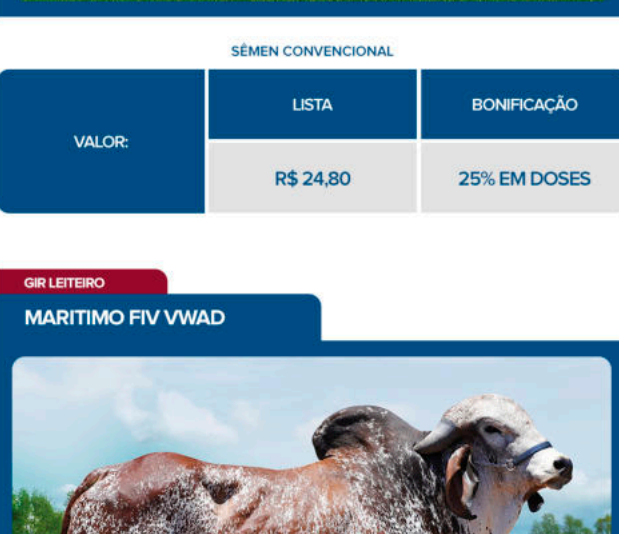 SÊMEN CONVENCIONAL
LISTA
BONIFICAÇÃO
VALOR:
R$ 24,80
25% EM DOSES
GIR LEITEIRO
MARITIMO FIV VWAD